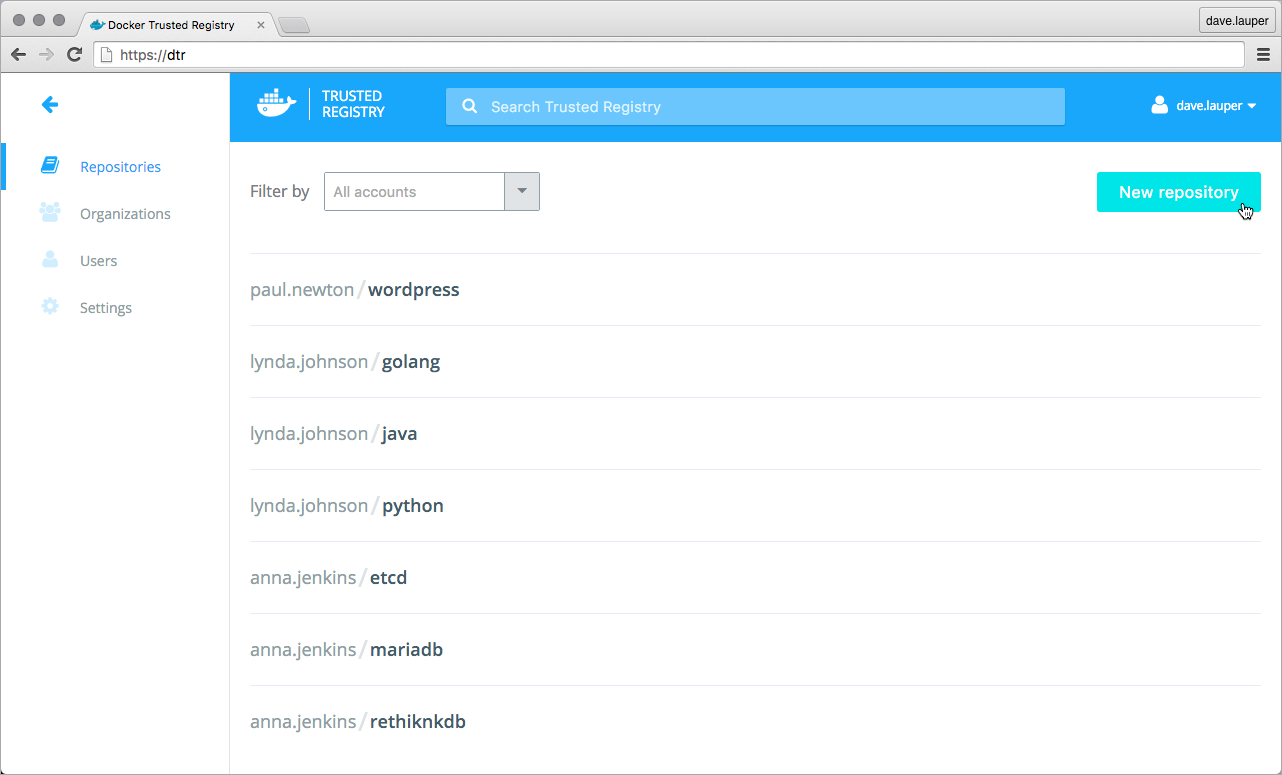 Docker Trusted Registry
dave.lauper
https://dtr
TRUSTED
REGISTRY
Search Trusted Registry
dave.lauper
Repositories
Organizations
Users
Settings
Filter by All accounts
New repository
paul.newton/wordpress
lynda.johnson/golang
lynda.johnson/java
lynda.johnson/python
anna.jenkins/etcd
anna.jenkins/mariadb
anna.jenkins/rethiknkdb